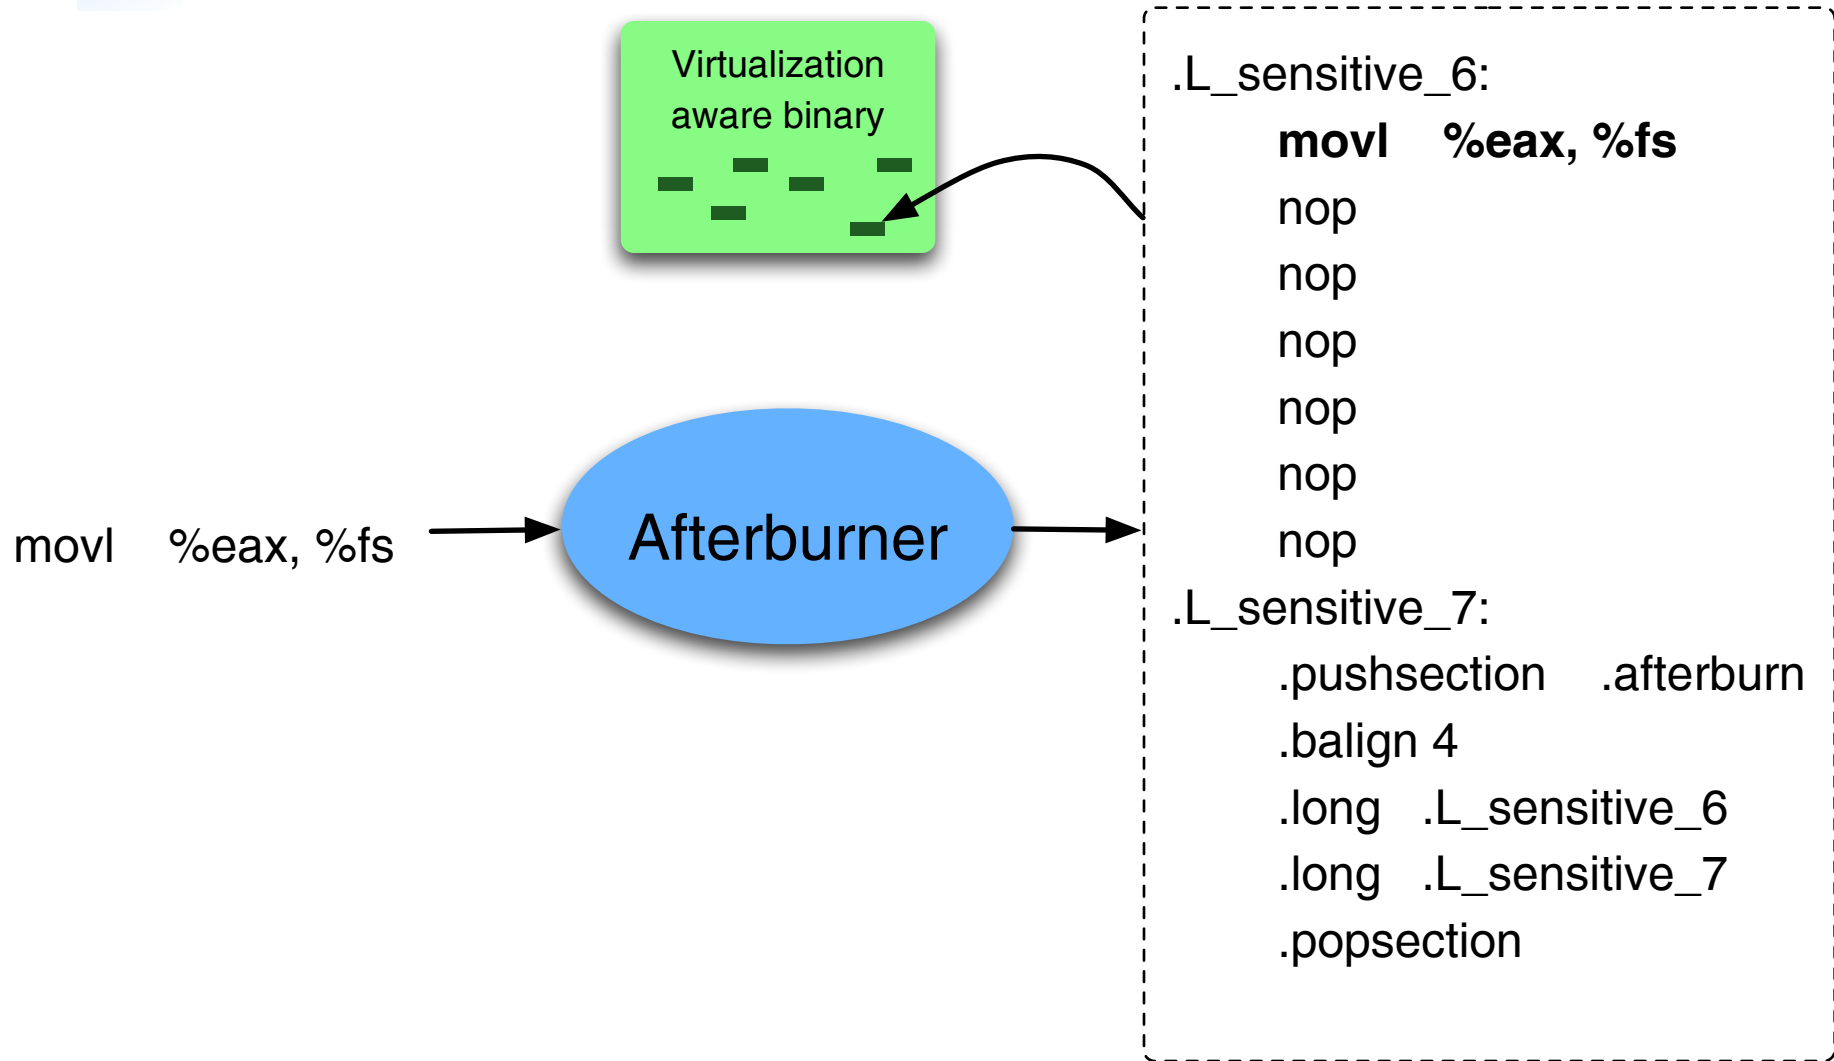 Virtualization
aware binary
movl %eax, %fs
Afterburner
.L_sensitive_6:
movl %eax, %fs
nop
nop
nop
nop
nop
nop
.L_sensitive_7:
.pushsection .afterburn
.balign 4
.long .L_sensitive_6
.long .L_sensitive_7
.popsection